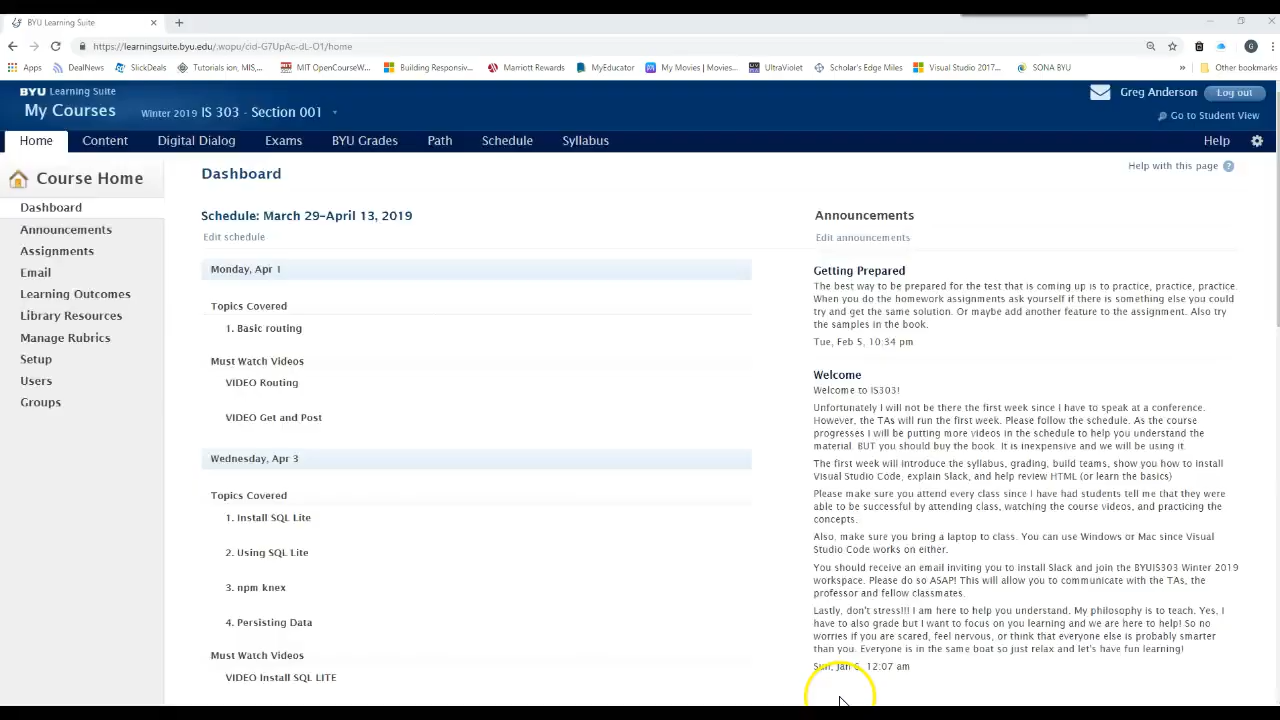 BYU Learning Suite
https://learningsuite.byu.edu/.wopu/cid-G7UpAc-dL-O1/home
Apps DealNews SlickDeals Tutorials ion, MIS,... MIT OpenCourseW... Building Responsiv... Marriott Rewards MyEducator My Movies | Movies... UltraViolet Scholar's Edge Miles Visual Studio 2017... SONA BYU » Other bookmarks
BYU Learning Suite
My Courses
Winter 2019 IS 303 - Section 001
Greg Anderson Log out
Go to Student View
Home Content Digital Dialog Exams BYU Grades Path Schedule Syllabus Help
Course Home
Dashboard
Announcements
Assignments
Email
Learning Outcomes
Library Resources
Manage Rubrics
Setup
Users
Groups
Dashboard
Help with this page ?
Schedule: March 29-April 13, 2019
Edit schedule
Monday, Apr 1
Topics Covered
1. Basic routing
Must Watch Videos
VIDEO Routing
VIDEO Get and Post
Wednesday, Apr 3
Topics Covered
1. Install SQL Lite
2. Using SQL Lite
3. npm knex
4. Persisting Data
Must Watch Videos
VIDEO Install SQL LITE
Announcements
Edit announcements
Getting Prepared
The best way to be prepared for the test that is coming up is to practice, practice, practice.
When you do the homework assignments ask yourself if there is something else you could
try and get the same solution. Or maybe add another feature to the assignment. Also try
the samples in the book.
Tue, Feb 5, 10:34 pm
Welcome
Welcome to IS303!
Unfortunately I will not be there the first week since I have to speak at a conference.
However, the TAs will run the first week. Please follow the schedule. As the course
progresses I will be putting more videos in the schedule to help you understand the
material. BUT you should buy the book. It is inexpensive and we will be using it.
The first week will introduce the syllabus, grading, build teams, show you how to install
Visual Studio Code, explain Slack, and help review HTML (or learn the basics)
Please make sure you attend every class since I have had students tell me that they were
able to be successful by attending class, watching the course videos, and practicing the
concepts.
Also, make sure you bring a laptop to class. You can use Windows or Mac since Visual
Studio Code works on either.
You should receive an email inviting you to install Slack and join the BYUIS303 Winter 2019
workspace. Please do so ASAP! This will allow you to communicate with the TAs, the
professor and fellow classmates.
Lastly, don't stress!!! I am here to help you understand. My philosophy is to teach. Yes, I
have to also grade but I want to focus on you learning and we are here to help! So no
worries if you are scared, feel nervous, or think that everyone else is probably smarter
than you. Everyone is in the same boat so just relax and let's have fun learning!
Sun, Jan 6, 12:07 am